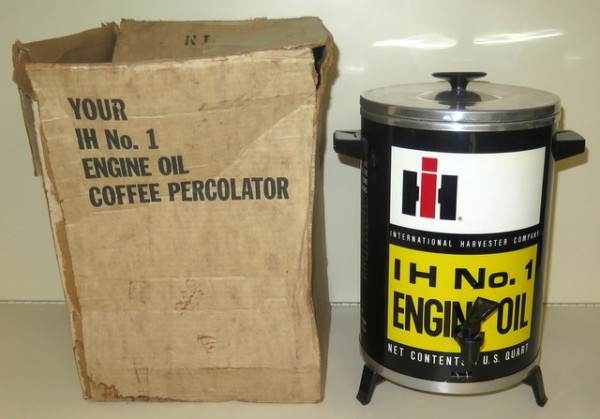 YOUR
IH No. 1
ENGINE OIL
COFFEE PERCOLATOR
IH
®
INTERNATIONAL HARVESTER COMPANY
IH No. 1
ENGINE OIL
NET CONTENTS U.S. QUART